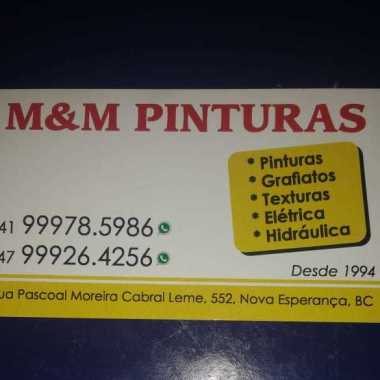 M&M PINTURAS
* Pinturas
* Grafiatos
* Texturas
* Elétrica
* Hidráulica
41 99978.5986
47 99926.4256
Desde 1994
ua Pascoal Moreira Cabral Leme, 552, Nova Esperança, BC